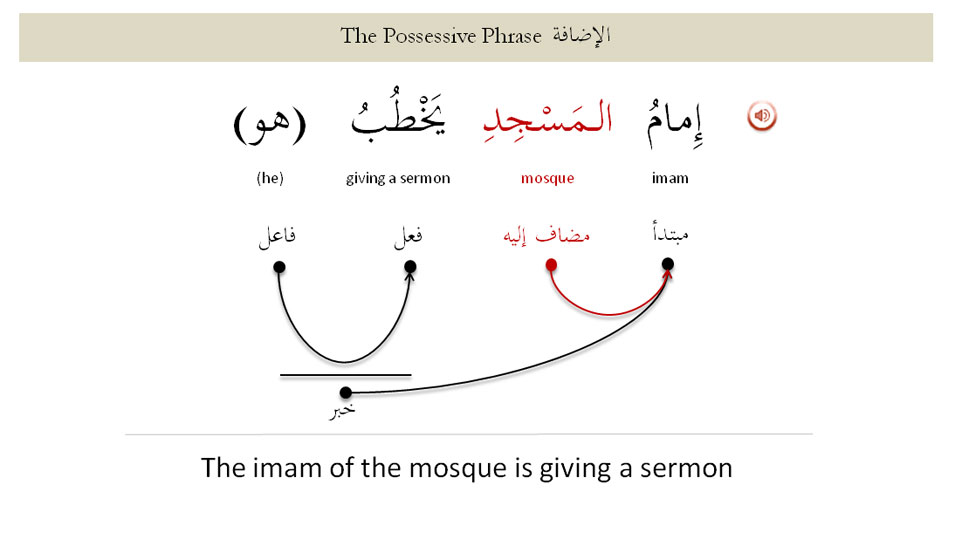 The Possessive Phrase الإضافة
إِمامُ المَسْجِدِ يَخْطُبُ (هو)
imam mosque giving a sermon (he)
مبتدأ مضاف إليه فعل فاعل
خبر
The imam of the mosque is giving a sermon